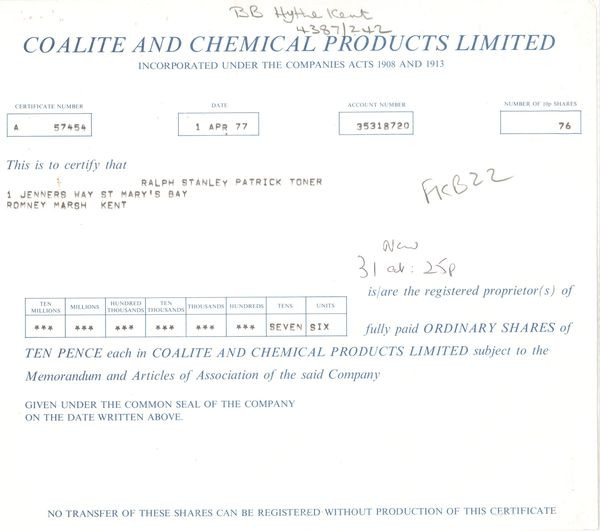 BB Hythe Kent
4387/242
COALITE AND CHEMICAL PRODUCTS LIMITED
INCORPORATED UNDER THE COMPANIES ACTS 1908 AND 1913
CERTIFICATE NUMBER DATE ACCOUNT NUMBER NUMBER OF 10p SHARES
A 57454 1 APR 77 35318720 76
This is to certify that
RALPH STANLEY PATRICK TONER
1 JENNERS WAY ST MARY'S BAY
ROMNEY MARSH KENT
FKB22
New
31 at: 25p
is/are the registered proprietor(s) of
TEN MILLIONS MILLIONS HUNDRED THOUSANDS TEN THOUSANDS THOUSANDS HUNDREDS TENS UNITS
*** *** *** *** *** *** SEVEN SIX
fully paid ORDINARY SHARES of
TEN PENCE each in COALITE AND CHEMICAL PRODUCTS LIMITED subject to the
Memorandum and Articles of Association of the said Company
GIVEN UNDER THE COMMON SEAL OF THE COMPANY
ON THE DATE WRITTEN ABOVE.
NO TRANSFER OF THESE SHARES CAN BE REGISTERED WITHOUT PRODUCTION OF THIS CERTIFICATE